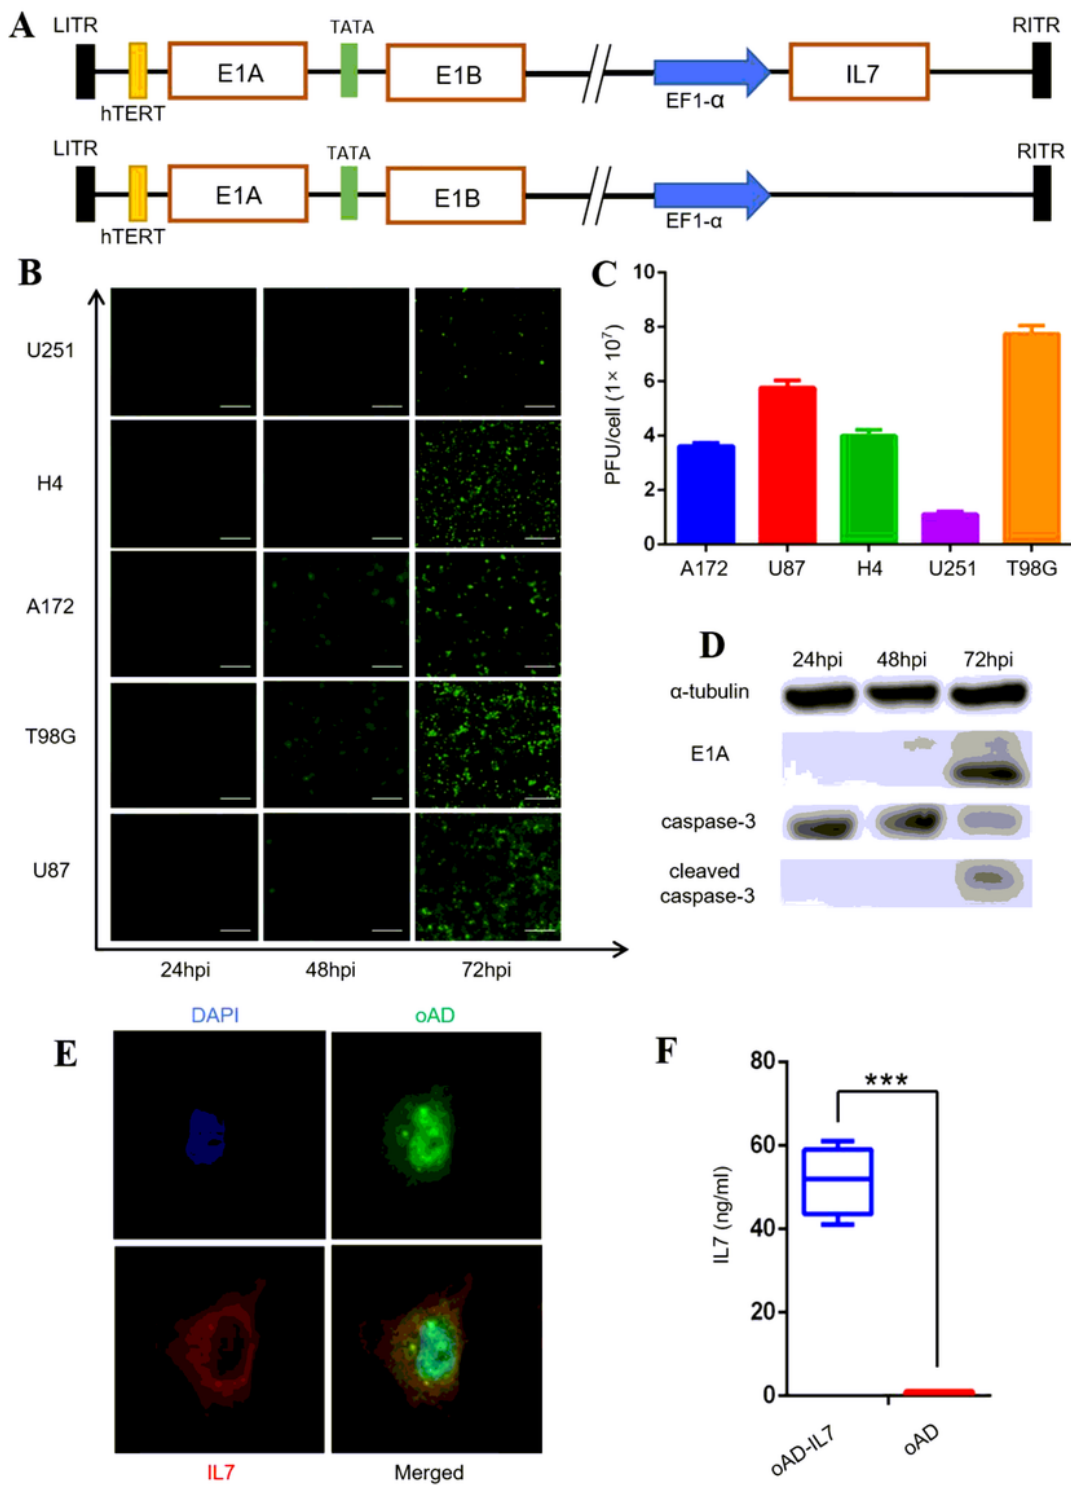 A
LITR
TATA
RITR
E1A
E1B
IL7
hTERT
EF1-α
LITR
TATA
RITR
E1A
E1B
hTERT
EF1-α
B
U251
H4
A172
T98G
U87
24hpi
48hpi
72hpi
C
PFU/cell (1× 10⁷)
10
8
6
4
2
0
A172
U87
H4
U251
T98G
D
24hpi
48hpi
72hpi
α-tubulin
E1A
caspase-3
cleaved
caspase-3
E
DAPI
oAD
IL7
Merged
F
IL7 (ng/ml)
80
60
40
20
0
***
oAD-IL7
oAD